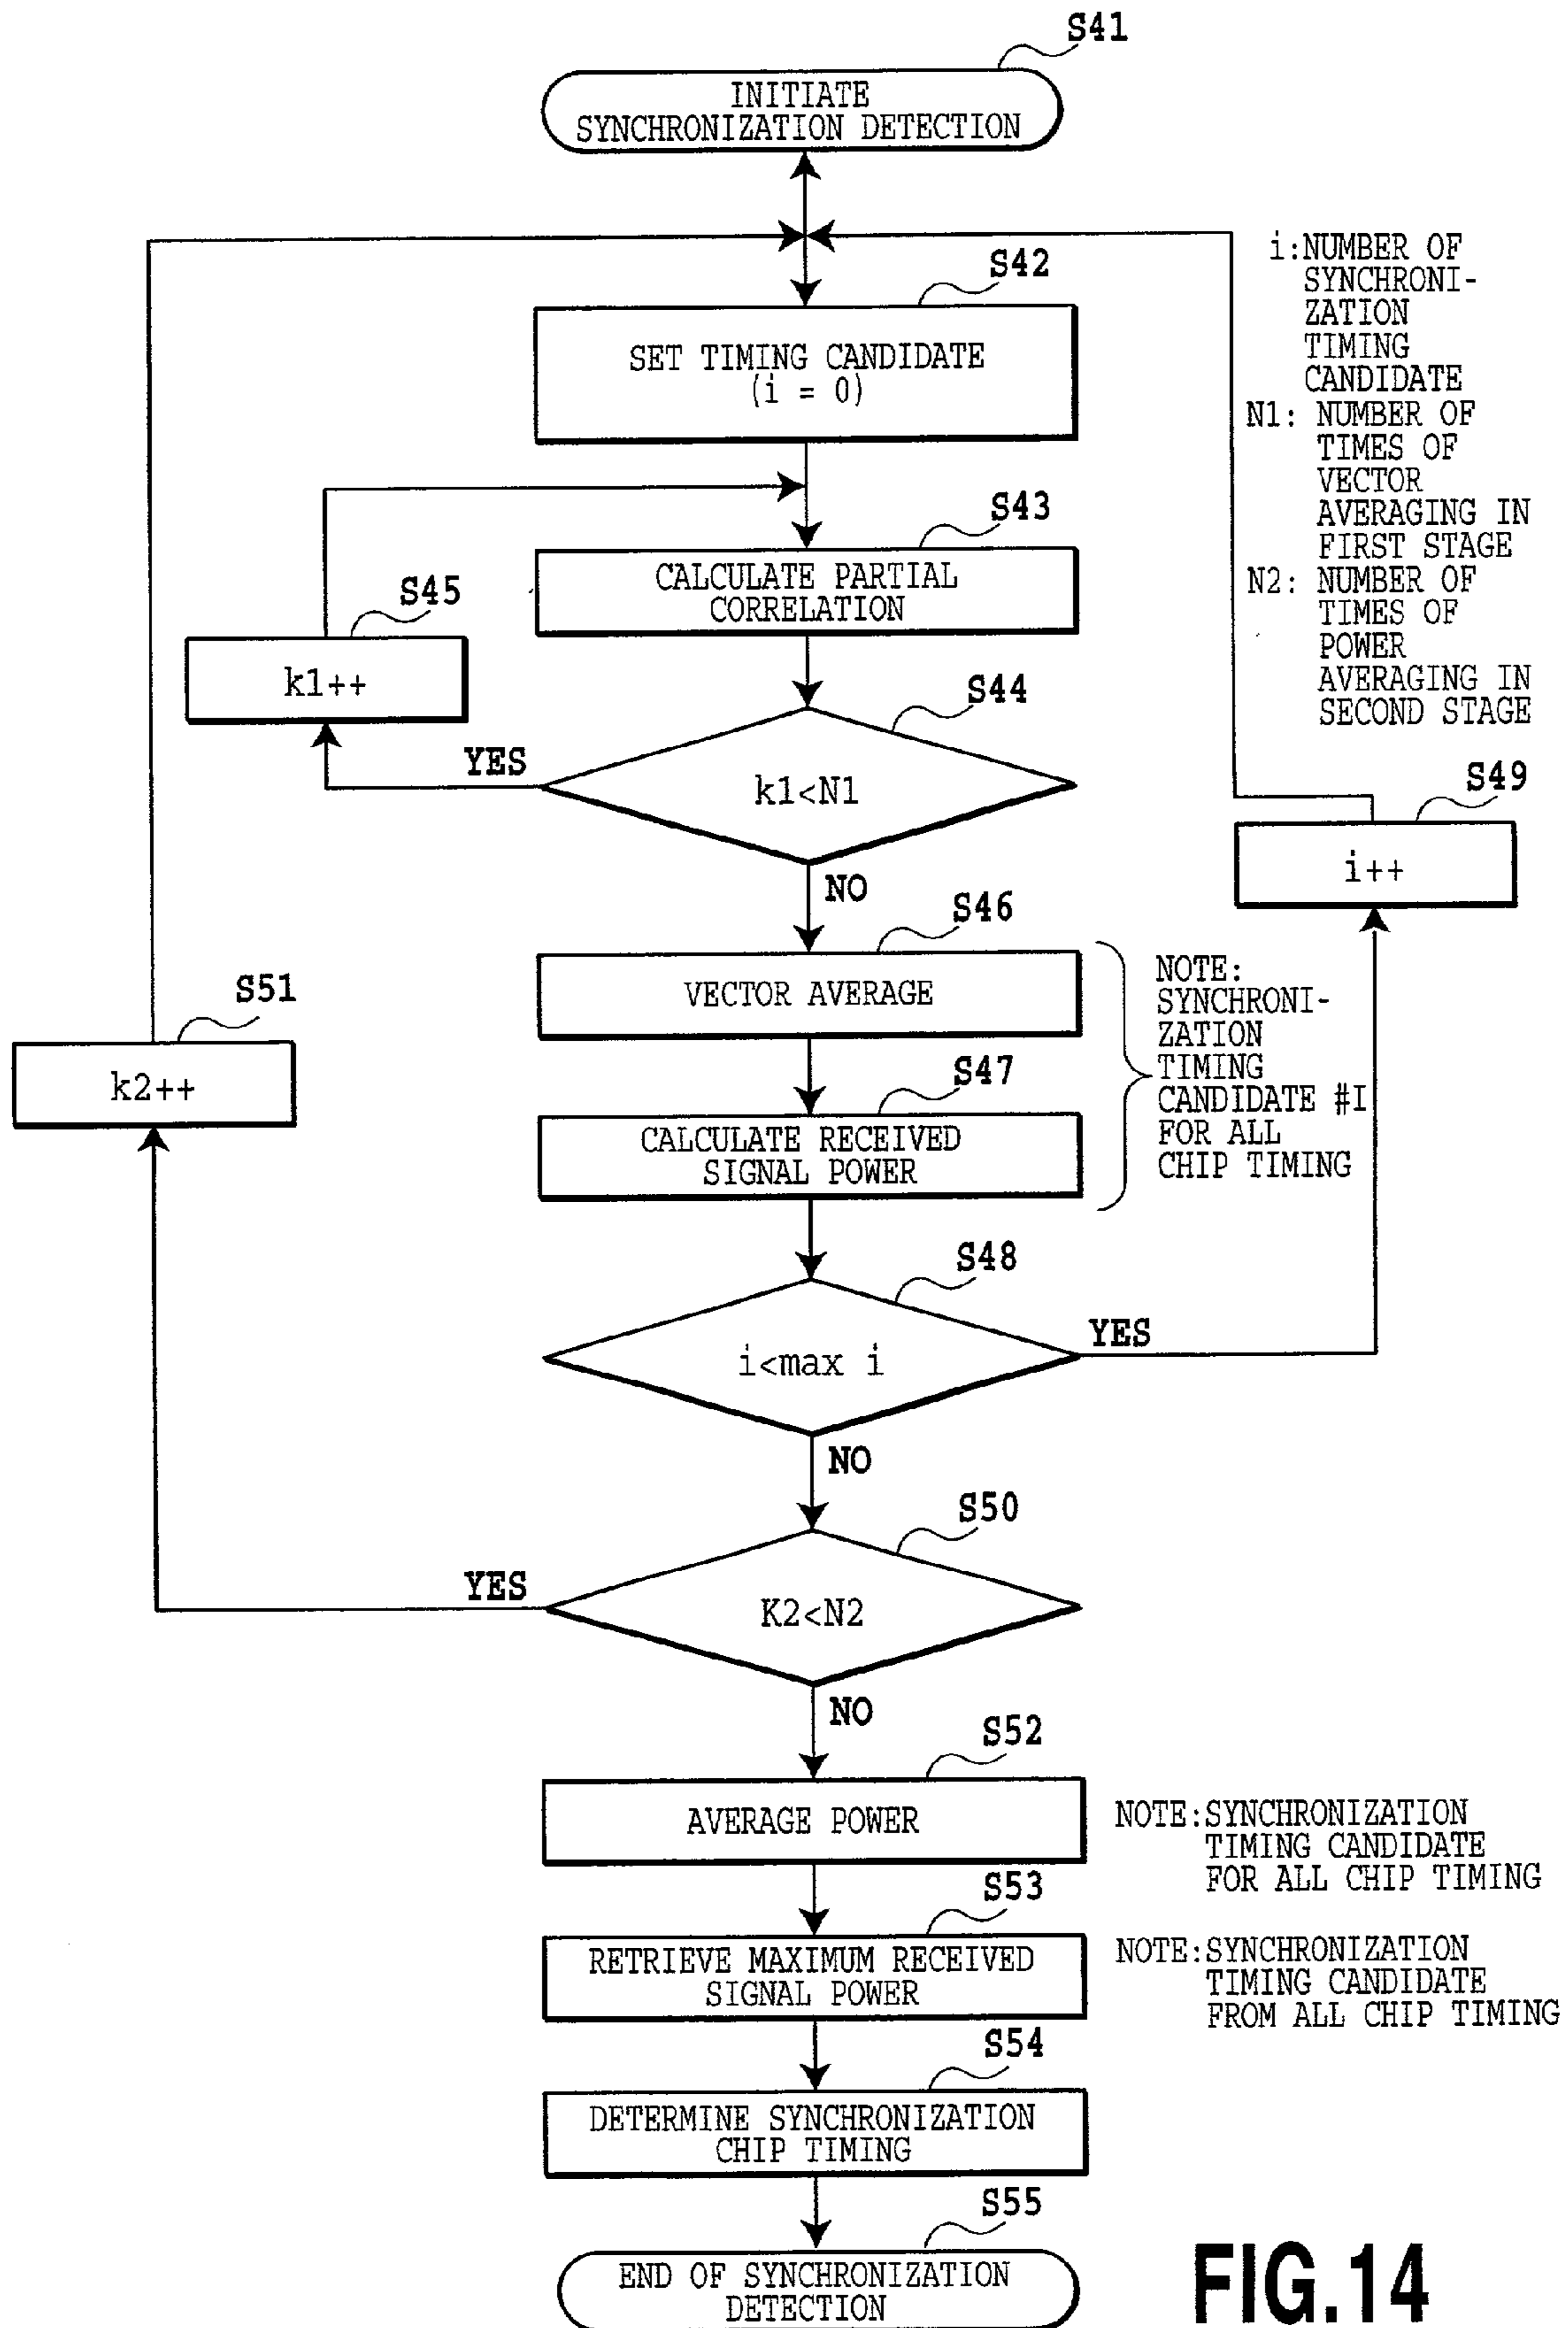 S41
INITIATE
SYNCHRONIZATION DETECTION
i:NUMBER OF
SYNCHRONI-
ZATION
TIMING
CANDIDATE
N1: NUMBER OF
TIMES OF
VECTOR
AVERAGING IN
FIRST STAGE
N2: NUMBER OF
TIMES OF
POWER
AVERAGING IN
SECOND STAGE
S42
SET TIMING CANDIDATE
(i = 0)
S43
CALCULATE PARTIAL
CORRELATION
S45
k1++
S44
YES
k1<N1
NO
S49
i++
S46
VECTOR AVERAGE
NOTE:
SYNCHRONI-
ZATION
TIMING
CANDIDATE #I
FOR ALL
CHIP TIMING
S51
k2++
S47
CALCULATE RECEIVED
SIGNAL POWER
S48
i<max i
YES
NO
S50
YES
K2<N2
NO
S52
AVERAGE POWER
NOTE:SYNCHRONIZATION
TIMING CANDIDATE
FOR ALL CHIP TIMING
S53
RETRIEVE MAXIMUM RECEIVED
SIGNAL POWER
NOTE:SYNCHRONIZATION
TIMING CANDIDATE
FROM ALL CHIP TIMING
S54
DETERMINE SYNCHRONIZATION
CHIP TIMING
S55
END OF SYNCHRONIZATION
DETECTION
FIG.14